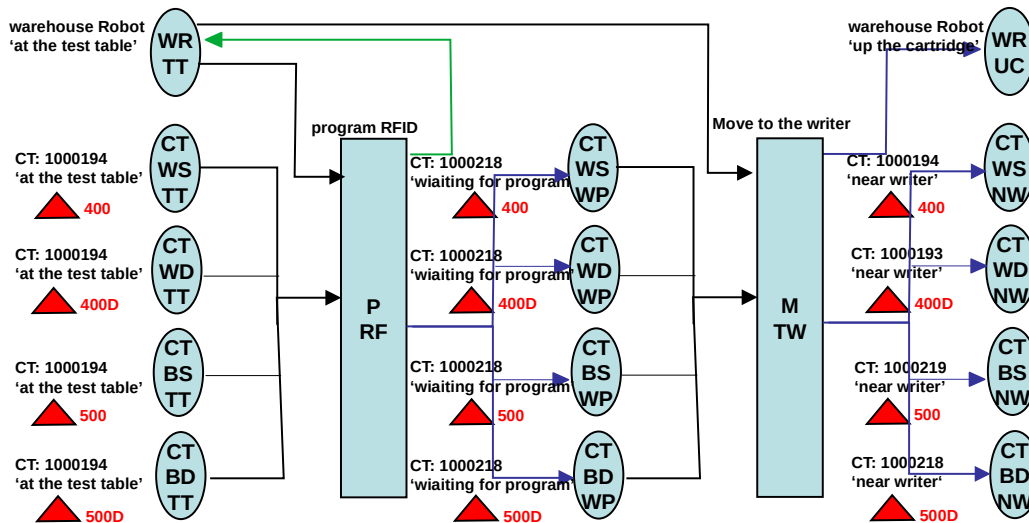 warehouse Robot
'at the test table'
WR
TT
warehouse Robot
'up the cartridge'
WR
UC
program RFID
Move to the writer
CT: 1000194
'at the test table'
400
CT
WS
TT
CT: 1000218
'wiaiting for program
400
CT
WS
WP
1000194
'near writer'
400
CT
WS
NW
CT: 1000194
'at the test table'
400D
CT
WD
TT
P
RF
CT: 1000218
'waiting for program'
400D
CT
WD
WP
M
TW
CT: 1000193
'near writer'
400D
CT
WD
NW
CT: 1000194
'at the test table'
500
CT
BS
TT
CT: 1000218
'waiting for program'
500
CT
BS
WP
CT: 1000219
'near writer'
500
CT
BS
NW
CT: 1000194
'at the test table'
500D
CT
BD
TT
CT: 1000218
'waiting for program'
500D
CT
BD
WP
CT: 1000218
'near writer'
500D
CT
BD
NW